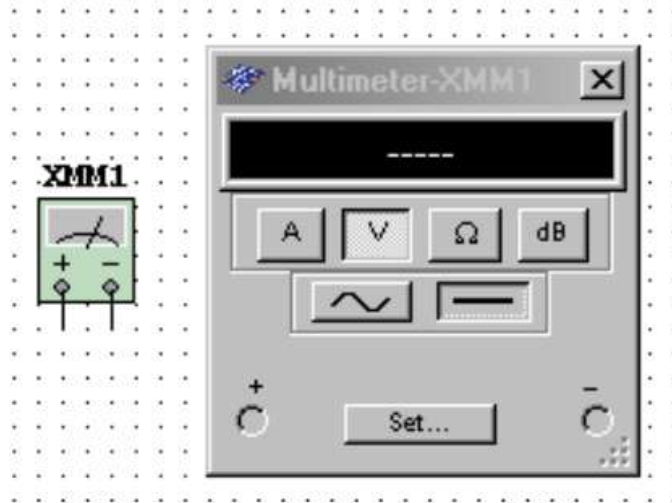 Multimeter-XMM1
-----
XMM1
A V Ω dB
+ −
+ −
Set...